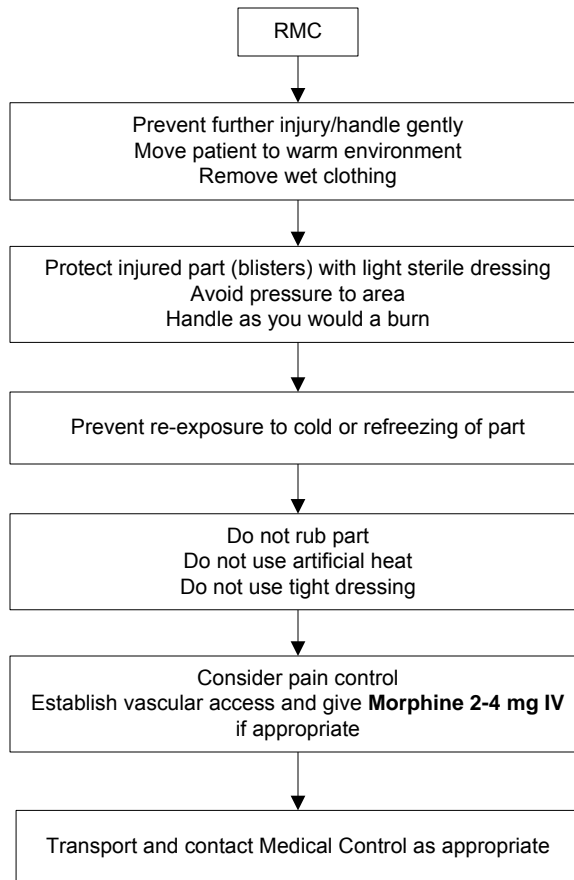 RMC
Prevent further injury/handle gently
Move patient to warm environment
Remove wet clothing
Protect injured part (blisters) with light sterile dressing
Avoid pressure to area
Handle as you would a burn
Prevent re-exposure to cold or refreezing of part
Do not rub part
Do not use artificial heat
Do not use tight dressing
Consider pain control
Establish vascular access and give Morphine 2-4 mg IV
if appropriate
Transport and contact Medical Control as appropriate